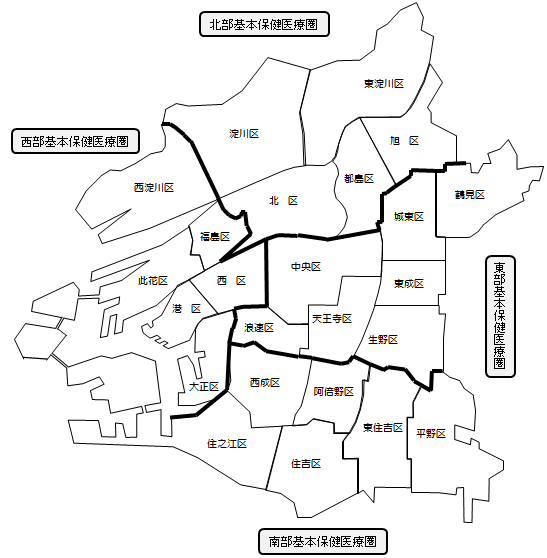 北部基本保健医療圏
東淀川区
淀川区
旭　区
西部基本保健医療圏
西淀川区
都島区
鶴見区
北　区
城東区
福島区
中央区
此花区
西　区
東成区
港　区
天王寺区
浪速区
生野区
東部基本保健医療圏
大正区
西成区
阿倍野区
東住吉区
平野区
住之江区
住吉区
南部基本保健医療圏